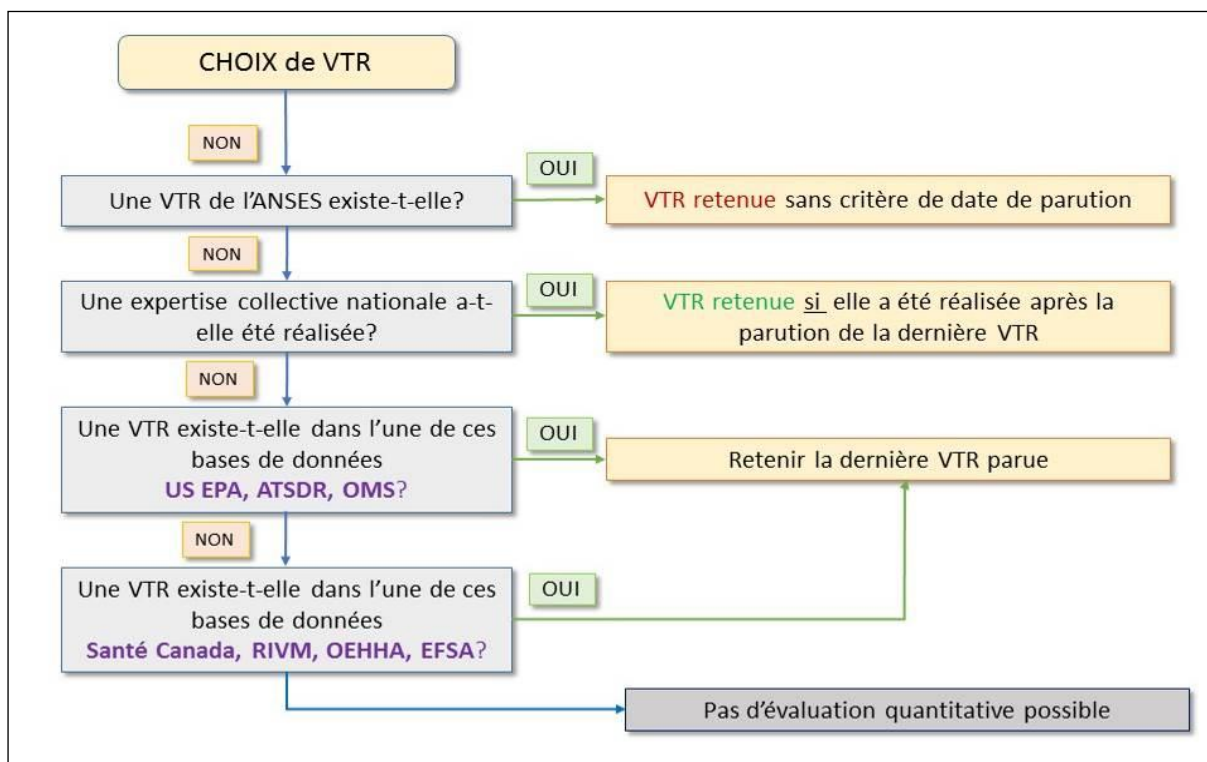 CHOIX de VTR
NON
OUI
Une VTR de l'ANSES existe-t-elle?
VTR retenue sans critère de date de parution
NON
OUI
Une expertise collective nationale a-t-
elle été réalisée?
VTR retenue si elle a été réalisée après la
parution de la dernière VTR
NON
OUI
Une VTR existe-t-elle dans l'une de ces
bases de données
US EPA, ATSDR, OMS?
Retenir la dernière VTR parue
NON
OUI
Une VTR existe-t-elle dans l'une de ces
bases de données
Santé Canada, RIVM, OEHHA, EFSA?
Pas d'évaluation quantitative possible